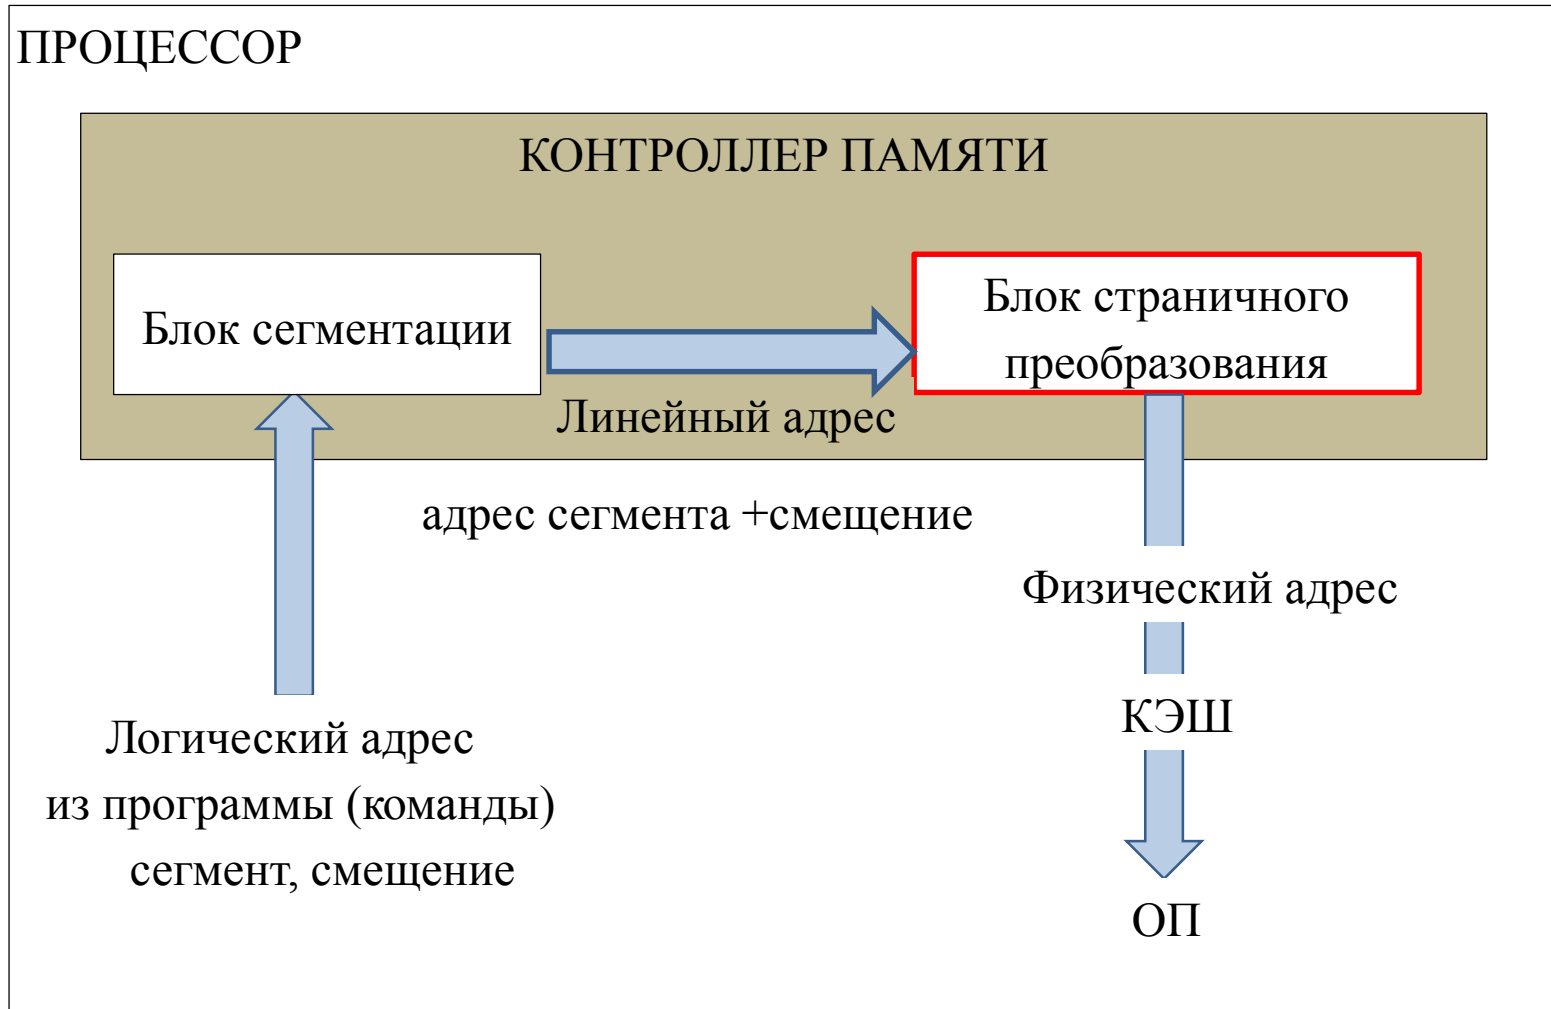 ПРОЦЕССОР
КОНТРОЛЛЕР ПАМЯТИ
Блок сегментации
Блок страничного
преобразования
Линейный адрес
адрес сегмента +смещение
Физический адрес
КЭШ
Логический адрес
из программы (команды)
сегмент, смещение
ОП